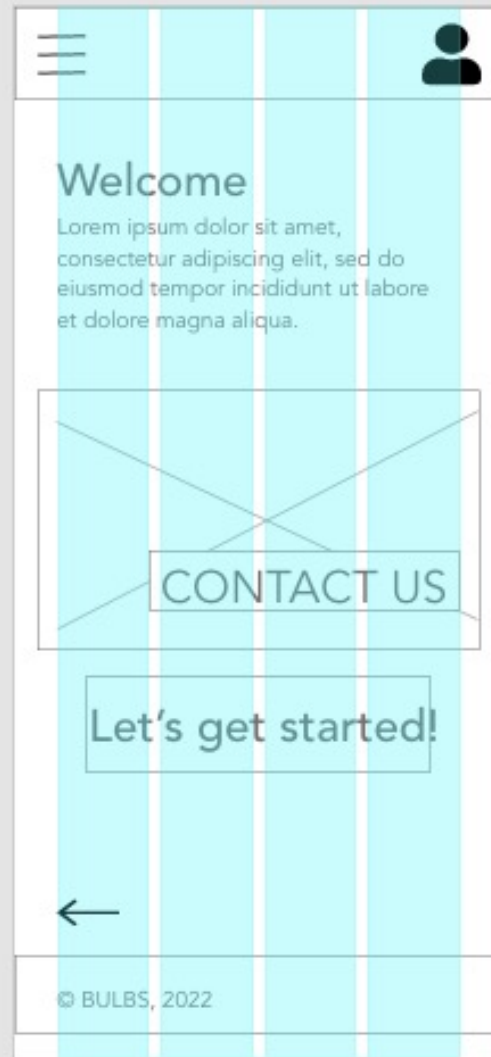 Welcome
Lorem ipsum dolor sit amet,
consectetur adipiscing elit, sed do
eiusmod tempor incididunt ut labore
et dolore magna aliqua.
CONTACT US
Let's get started!
© BULBS, 2022